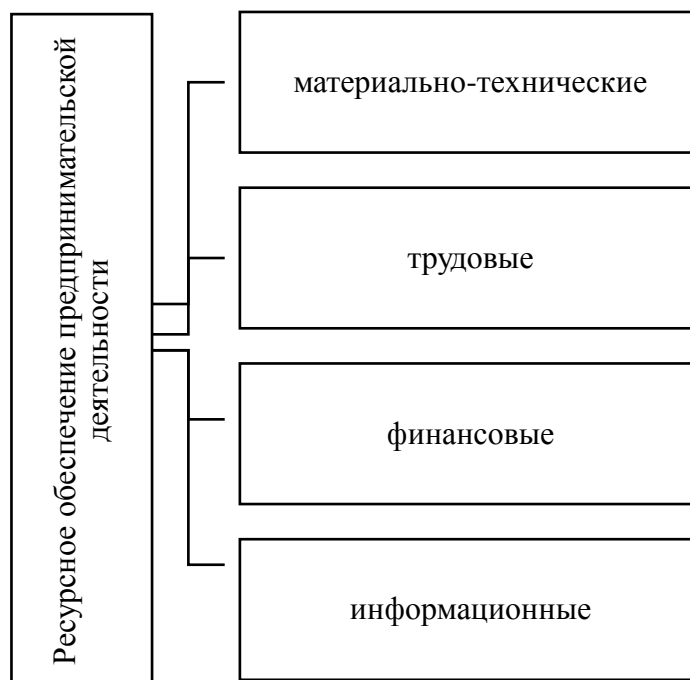 Ресурсное обеспечение предпринимательской
деятельности
материально-технические
трудовые
финансовые
информационные